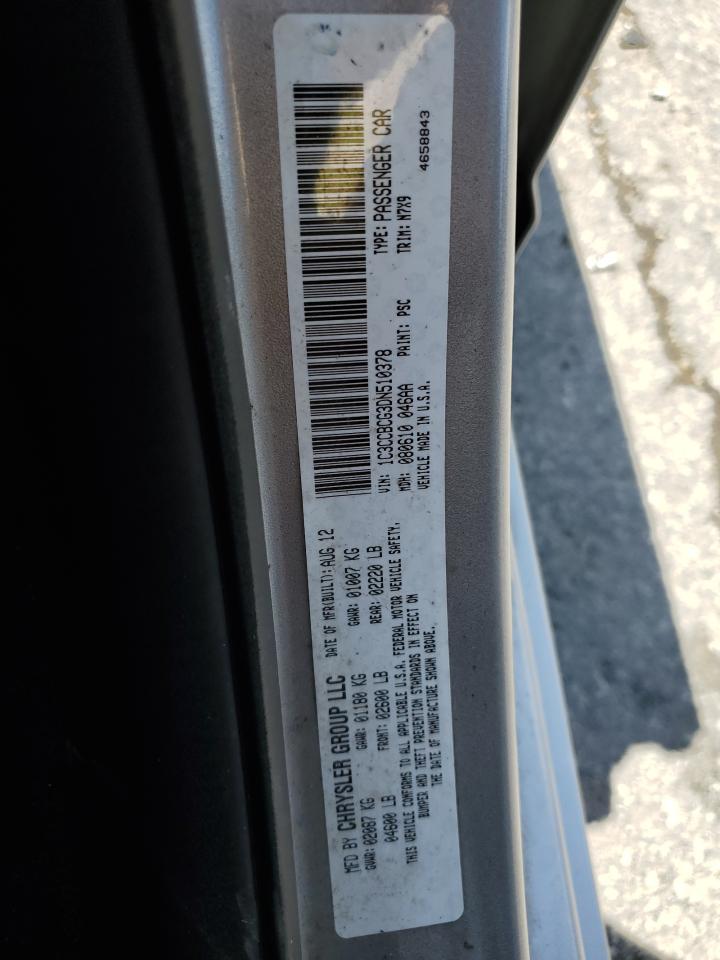 MFD BY CHRYSLER GROUP LLC
DATE OF MFR(BUILT): AUG 12
GVWR: 02087 KG
04600 LB
GAWR: 01180 KG
FRONT: 02600 LB
GAWR: 01007 KG
REAR: 02220 LB
THIS VEHICLE CONFORMS TO ALL APPLICABLE U.S.A. FEDERAL MOTOR VEHICLE SAFETY,
BUMPER AND THEFT PREVENTION STANDARDS IN EFFECT ON
THE DATE OF MANUFACTURE SHOWN ABOVE.
VIN: 1C3CCBCG3DN510378
TYPE: PASSENGER CAR
MDH: 080610 046AA
PAINT: PSC
TRIM: N7X9
VEHICLE MADE IN U.S.A.
4658843